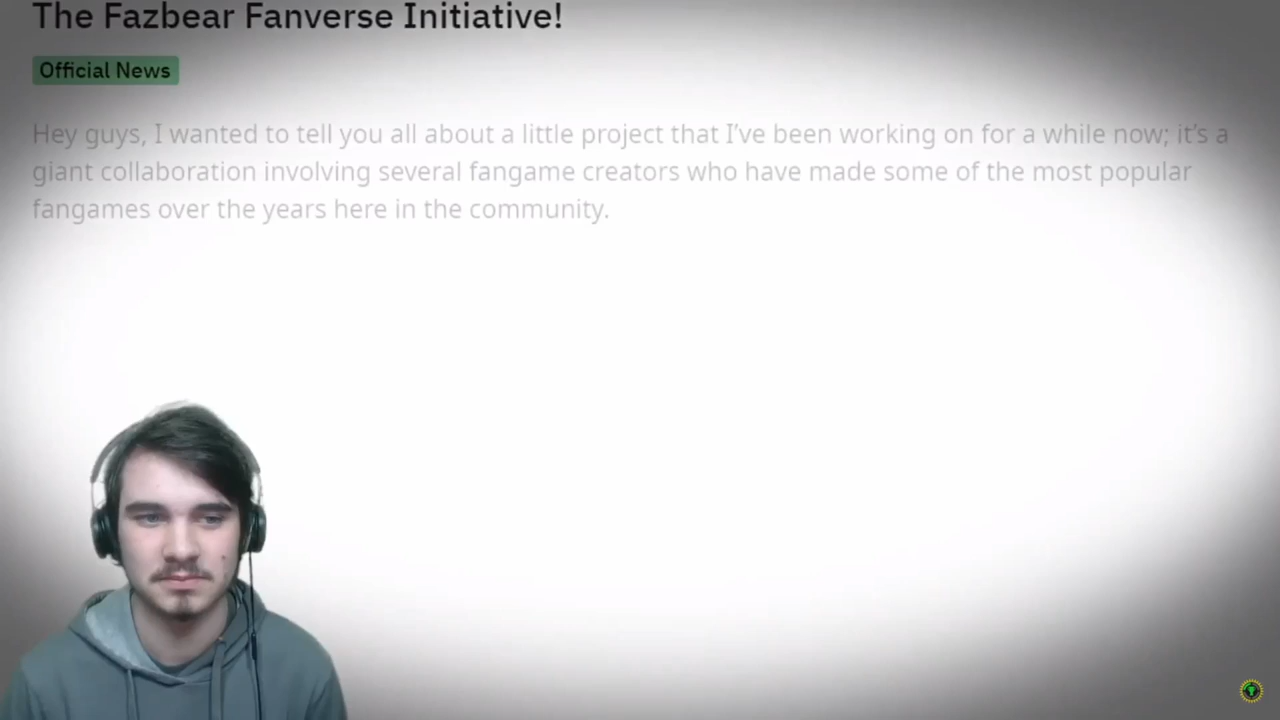 The Fazbear Fanverse Initiative!
Official News
Hey guys, I wanted to tell you all about a little project that I’ve been working on for a while now; it’s a
giant collaboration involving several fangame creators who have made some of the most popular
fangames over the years here in the community.